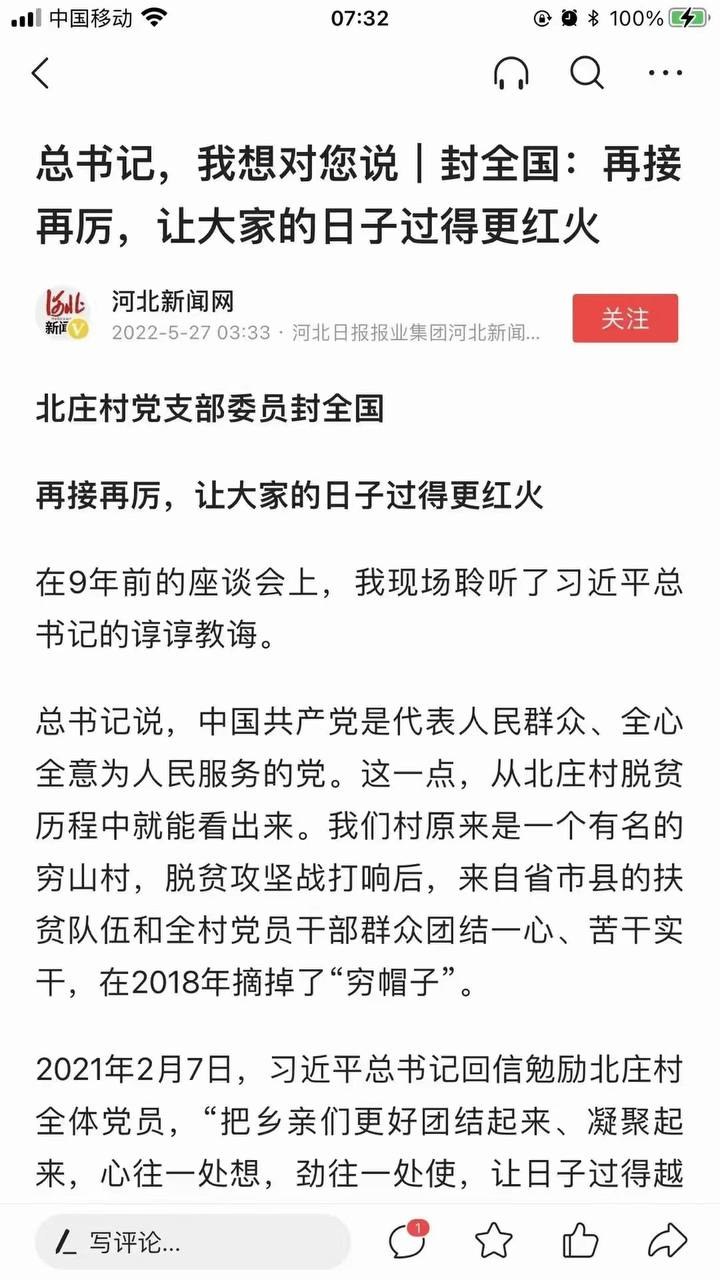 中国移动
07:32
100%
总书记，我想对您说｜封全国：再接
再厉，让大家的日子过得更红火
河北
新闻
V
河北新闻网
2022-5-27 03:33 · 河北日报报业集团河北新闻...
关注
北庄村党支部委员封全国
再接再厉，让大家的日子过得更红火
在9年前的座谈会上，我现场聆听了习近平总
书记的谆谆教诲。
总书记说，中国共产党是代表人民群众、全心
全意为人民服务的党。这一点，从北庄村脱贫
历程中就能看出来。我们村原来是一个有名的
穷山村，脱贫攻坚战打响后，来自省市县的扶
贫队伍和全村党员干部群众团结一心、苦干实
干，在2018年摘掉了“穷帽子”。
2021年2月7日，习近平总书记回信勉励北庄村
全体党员，“把乡亲们更好团结起来、凝聚起
来，心往一处想，劲往一处使，让日子过得越
写评论...
1